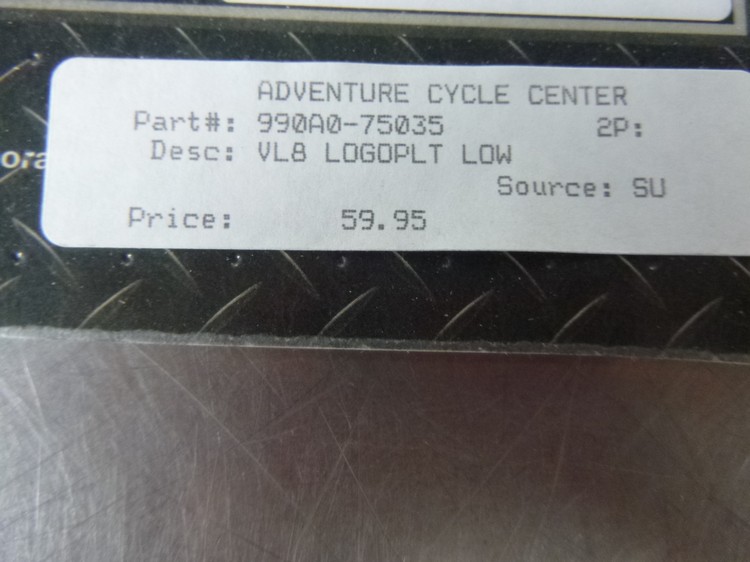 ADVENTURE CYCLE CENTER
Part#: 990A0-75035 2P:
Desc: VL8 LOGOPLT LOW
Source: SU
Price: 59.95